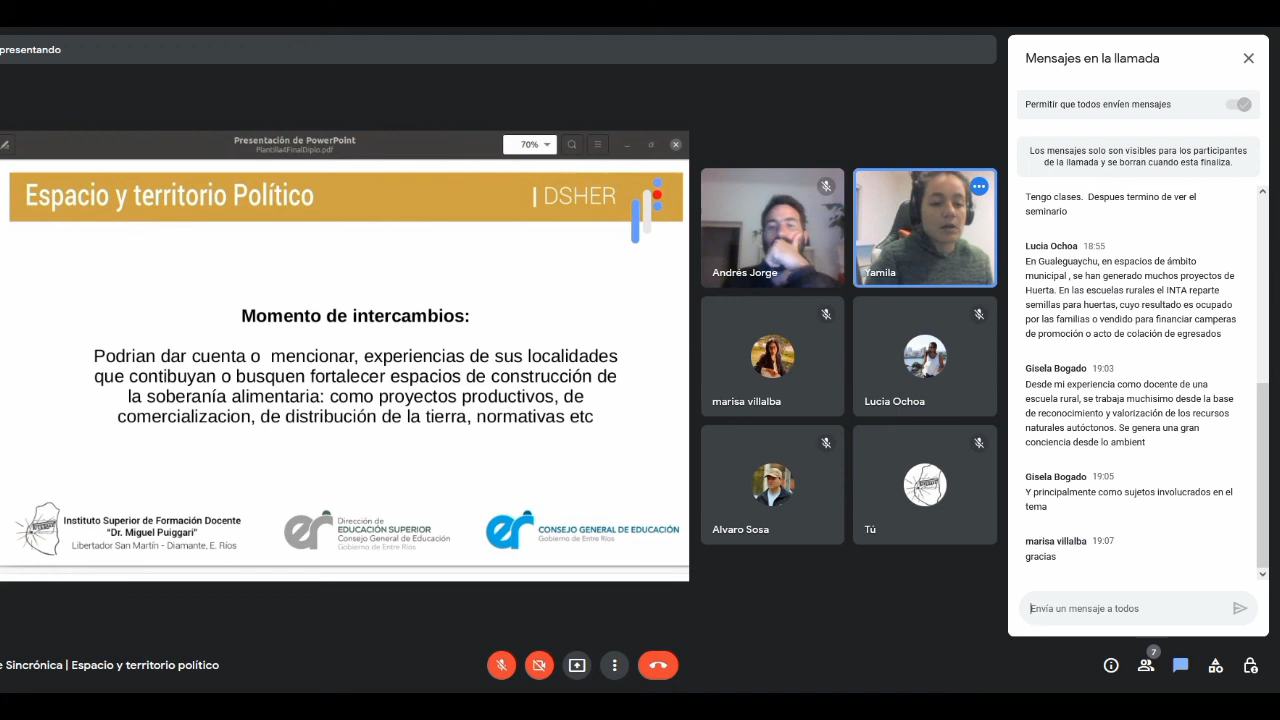 presentando
Presentación de PowerPoint
Plantilla4FinalDiplo.pdf
70%
Espacio y territorio Político
| DSHER
Momento de intercambios:
Podrian dar cuenta o mencionar, experiencias de sus localidades
que contibuyan o busquen fortalecer espacios de construcción de
la soberanía alimentaria: como proyectos productivos, de
comercializacion, de distribución de la tierra, normativas etc
Instituto Superior de Formación Docente
"Dr. Miguel Puiggari"
Libertador San Martín - Diamante, E. Ríos
er
Dirección de
EDUCACIÓN SUPERIOR
Consejo General de Educación
Gobierno de Entre Ríos
er
CONSEJO GENERAL DE EDUCACIÓN
Gobierno de Entre Ríos
Andrés Jorge
Yamila
marisa villalba
Lucia Ochoa
Alvaro Sosa
Tú
Mensajes en la llamada
Permitir que todos envíen mensajes
Los mensajes solo son visibles para los participantes
de la llamada y se borran cuando esta finaliza.
Tengo clases. Despues termino de ver el
seminario
Lucia Ochoa 18:55
En Gualeguaychu, en espacios de ámbito
municipal , se han generado muchos proyectos de
Huerta. En las escuelas rurales el INTA reparte
semillas para huertas, cuyo resultado es ocupado
por las familias o vendido para financiar camperas
de promoción o acto de colación de egresados
Gisela Bogado 19:03
Desde mi experiencia como docente de una
escuela rural, se trabaja muchisimo desde la base
de reconocimiento y valorización de los recursos
naturales autóctonos. Se genera una gran
conciencia desde lo ambient
Gisela Bogado 19:05
Y principalmente como sujetos involucrados en el
tema
marisa villalba 19:07
gracias
Envía un mensaje a todos
e Sincrónica | Espacio y territorio político
7